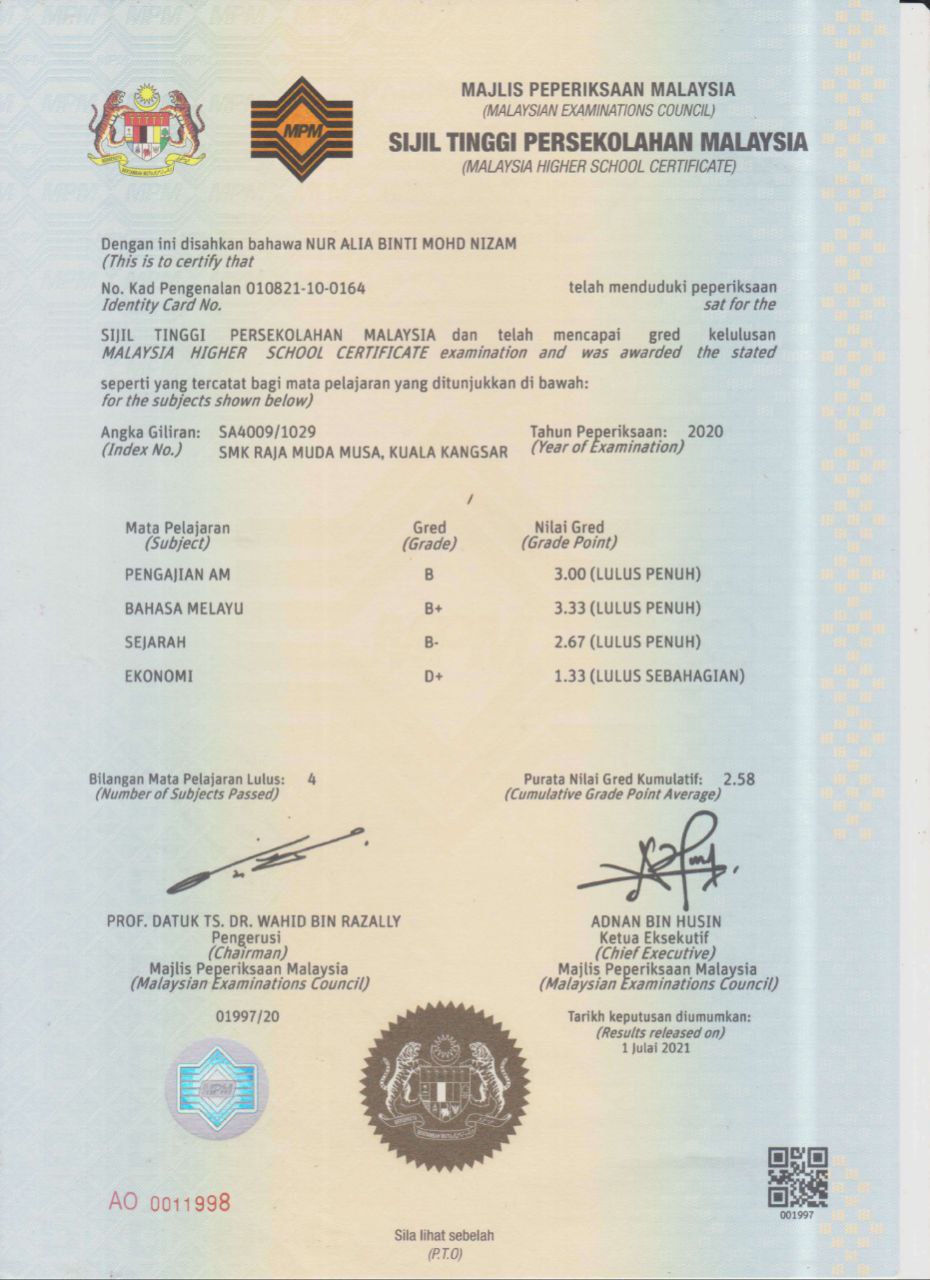 MAJLIS PEPERIKSAAN MALAYSIA
(MALAYSIAN EXAMINATIONS COUNCIL)
SIJIL TINGGI PERSEKOLAHAN MALAYSIA
(MALAYSIA HIGHER SCHOOL CERTIFICATE)
MPM
Dengan ini disahkan bahawa NUR ALIA BINTI MOHD NIZAM
(This is to certify that
No. Kad Pengenalan 010821-10-0164 telah menduduki peperiksaan
Identity Card No. sat for the
SIJIL TINGGI PERSEKOLAHAN MALAYSIA dan telah mencapai gred kelulusan
MALAYSIA HIGHER SCHOOL CERTIFICATE examination and was awarded the stated
seperti yang tercatat bagi mata pelajaran yang ditunjukkan di bawah:
for the subjects shown below)
Angka Giliran: SA4009/1029 Tahun Peperiksaan: 2020
(Index No.) SMK RAJA MUDA MUSA, KUALA KANGSAR (Year of Examination)
/
Mata Pelajaran Gred Nilai Gred
(Subject) (Grade) (Grade Point)
PENGAJIAN AM B 3.00 (LULUS PENUH)
BAHASA MELAYU B+ 3.33 (LULUS PENUH)
SEJARAH B- 2.67 (LULUS PENUH)
EKONOMI D+ 1.33 (LULUS SEBAHAGIAN)
Bilangan Mata Pelajaran Lulus: 4 Purata Nilai Gred Kumulatif: 2.58
(Number of Subjects Passed) (Cumulative Grade Point Average)
PROF. DATUK TS. DR. WAHID BIN RAZALLY ADNAN BIN HUSIN
Pengerusi Ketua Eksekutif
(Chairman) (Chief Executive)
Majlis Peperiksaan Malaysia Majlis Peperiksaan Malaysia
(Malaysian Examinations Council) (Malaysian Examinations Council)
01997/20 Tarikh keputusan diumumkan:
(Results released on)
1 Julai 2021
MPM
AO 0011998
001997
Sila lihat sebelah
(P.T.O)